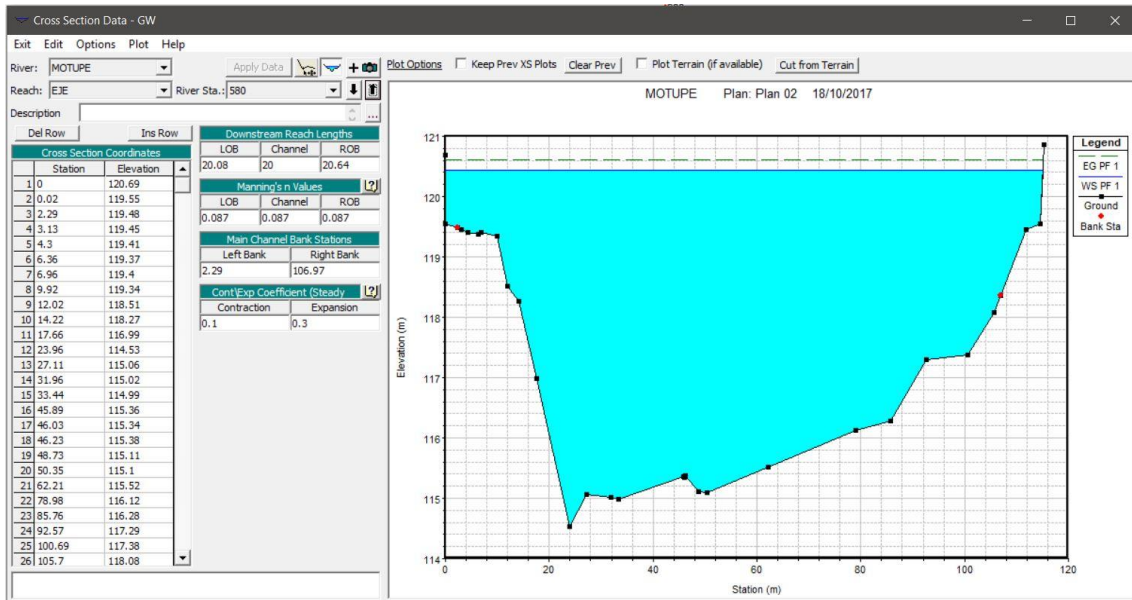 Cross Section Data - GW
Exit Edit Options Plot Help
River: MOTUPE Apply Data
Reach: EJE River Sta.: 580
Description ...
Del Row Ins Row
Cross Section Coordinates
Station Elevation
1 0 120.69
2 0.02 119.55
3 2.29 119.48
4 3.13 119.45
5 4.3 119.41
6 6.36 119.37
7 6.96 119.4
8 9.92 119.34
9 12.02 118.51
10 14.22 118.27
11 17.66 116.99
12 23.96 114.53
13 27.11 115.06
14 31.96 115.02
15 33.44 114.99
16 45.89 115.36
17 46.03 115.34
18 46.23 115.38
19 48.73 115.11
20 50.35 115.1
21 62.21 115.52
22 78.98 116.12
23 85.76 116.28
24 92.57 117.29
25 100.69 117.38
26 105.7 118.08
Downstream Reach Lengths
LOB Channel ROB
20.08 20 20.64
Manning's n Values ?
LOB Channel ROB
0.087 0.087 0.087
Main Channel Bank Stations
Left Bank Right Bank
2.29 106.97
Cont\Exp Coefficient (Steady ?
Contraction Expansion
0.1 0.3
Plot Options Keep Prev XS Plots Clear Prev Plot Terrain (if available) Cut from Terrain
MOTUPE Plan: Plan 02 18/10/2017
121
120
119
118
117
116
115
114
Elevation (m)
0 20 40 60 80 100 120
Station (m)
Legend
EG PF 1
WS PF 1
Ground
Bank Sta